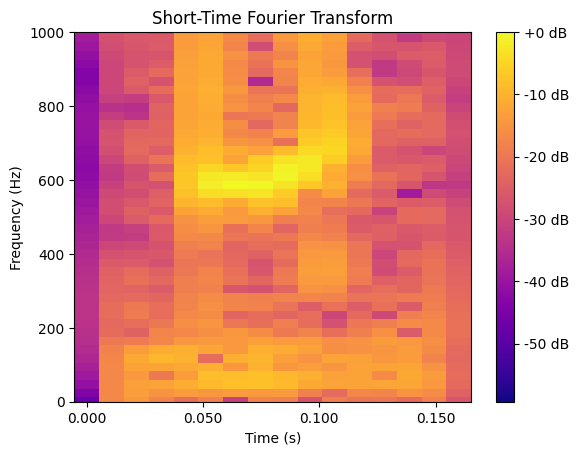 Short-Time Fourier Transform
1000
800
600
400
200
0
Frequency (Hz)
0.000
0.050
0.100
0.150
Time (s)
+0 dB
-10 dB
-20 dB
-30 dB
-40 dB
-50 dB